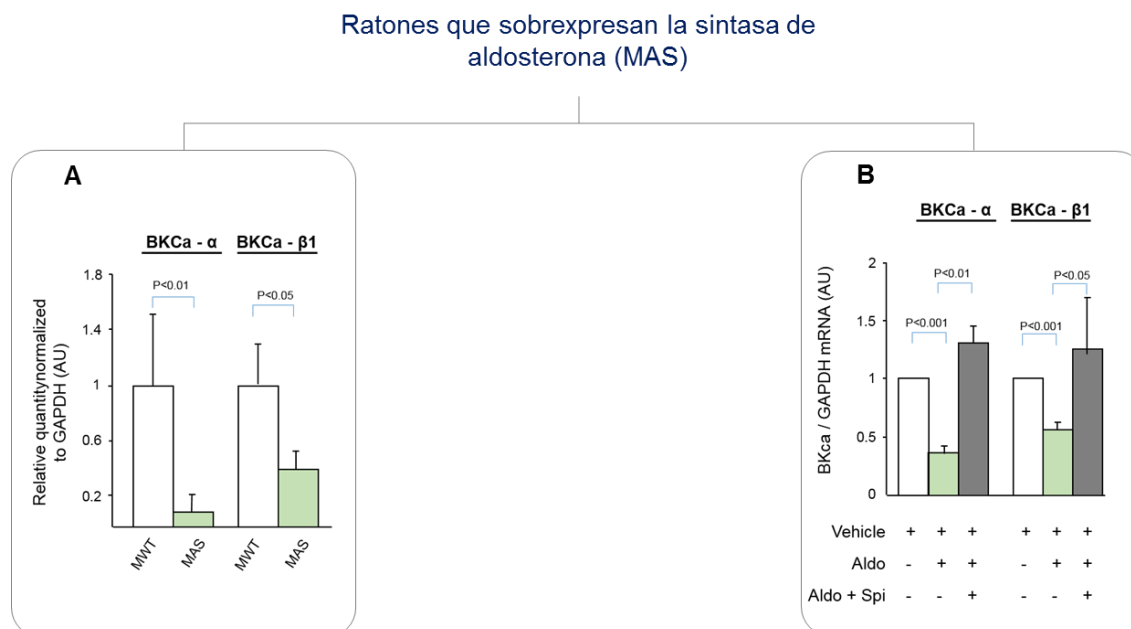 Ratones que sobrexpresan la sintasa de
aldosterona (MAS)
A
BKCa - α BKCa - β1
Relative quantitynormalized
to GAPDH (AU)
1.8
1.4
1
0.6
0.2
P<0.01
P<0.05
MWT MAS MWT MAS
B
BKCa - α BKCa - β1
BKca / GAPDH mRNA (AU)
2
1.5
1
0.5
0
P<0.01
P<0.001
P<0.05
P<0.001
Vehicle + + + + + +
Aldo - + + - + +
Aldo + Spi - - + - - +